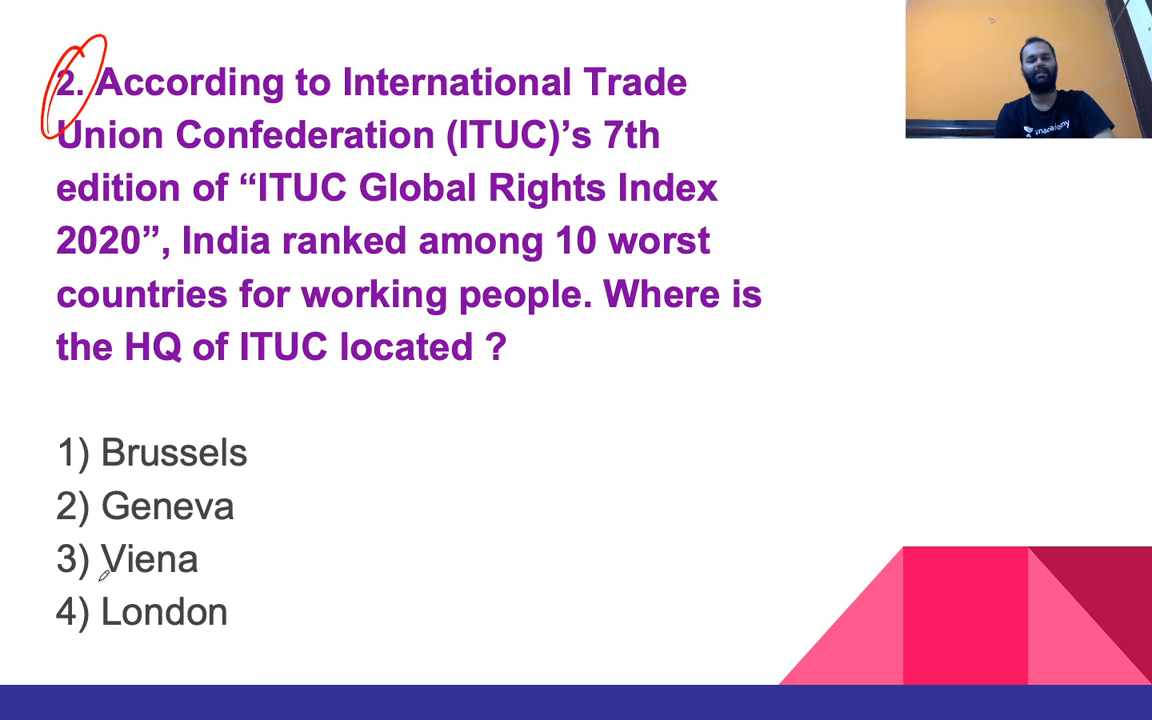 2. According to International Trade
Union Confederation (ITUC)’s 7th
edition of “ITUC Global Rights Index
2020”, India ranked among 10 worst
countries for working people. Where is
the HQ of ITUC located ?
1) Brussels
2) Geneva
3) Viena
4) London
unacademy